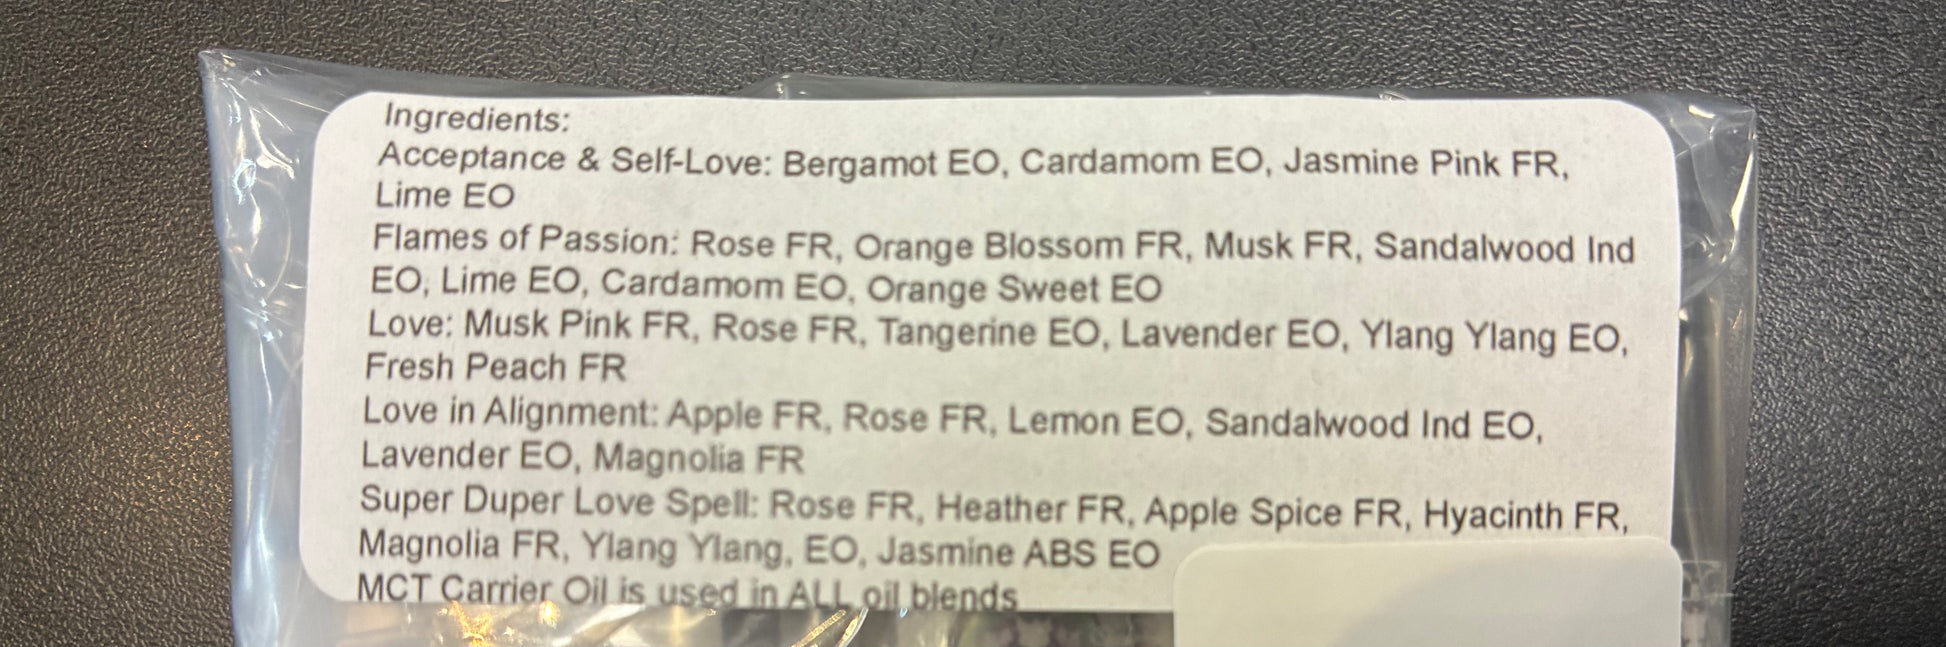 Ingredients:
Acceptance & Self-Love: Bergamot EO, Cardamom EO, Jasmine Pink FR,
Lime EO
Flames of Passion: Rose FR, Orange Blossom FR, Musk FR, Sandalwood Ind
EO, Lime EO, Cardamom EO, Orange Sweet EO
Love: Musk Pink FR, Rose FR, Tangerine EO, Lavender EO, Ylang Ylang EO,
Fresh Peach FR
Love in Alignment: Apple FR, Rose FR, Lemon EO, Sandalwood Ind EO,
Lavender EO, Magnolia FR
Super Duper Love Spell: Rose FR, Heather FR, Apple Spice FR, Hyacinth FR,
Magnolia FR, Ylang Ylang, EO, Jasmine ABS EO
MCT Carrier Oil is used in ALL oil blends